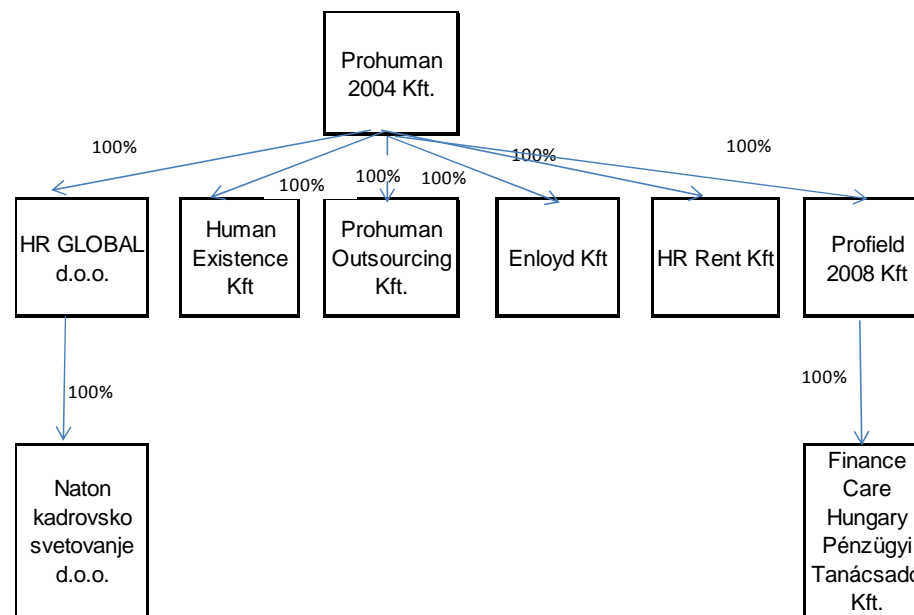 Prohuman
2004 Kft.
100%
100%
100%
100%
100%
100%
HR GLOBAL
d.o.o.
Human
Existence
Kft
Prohuman
Outsourcing
Kft.
Enloyd Kft
HR Rent Kft
Profield
2008 Kft
100%
100%
Naton
kadrovsko
svetovanje
d.o.o.
Finance
Care
Hungary
Pénzügyi
Tanácsadó
Kft.